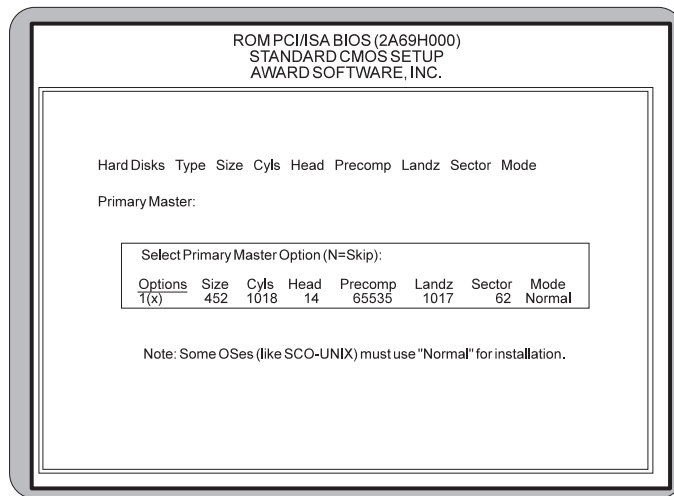 ROM PCI/ISA BIOS (2A69H000)
STANDARD CMOS SETUP
AWARD SOFTWARE, INC.
Hard Disks Type Size Cyls Head Precomp Landz Sector Mode
Primary Master:
Select Primary Master Option (N=Skip):
Options Size Cyls Head Precomp Landz Sector Mode
1(x) 452 1018 14 65535 1017 62 Normal
Note: Some OSes (like SCO-UNIX) must use "Normal" for installation.